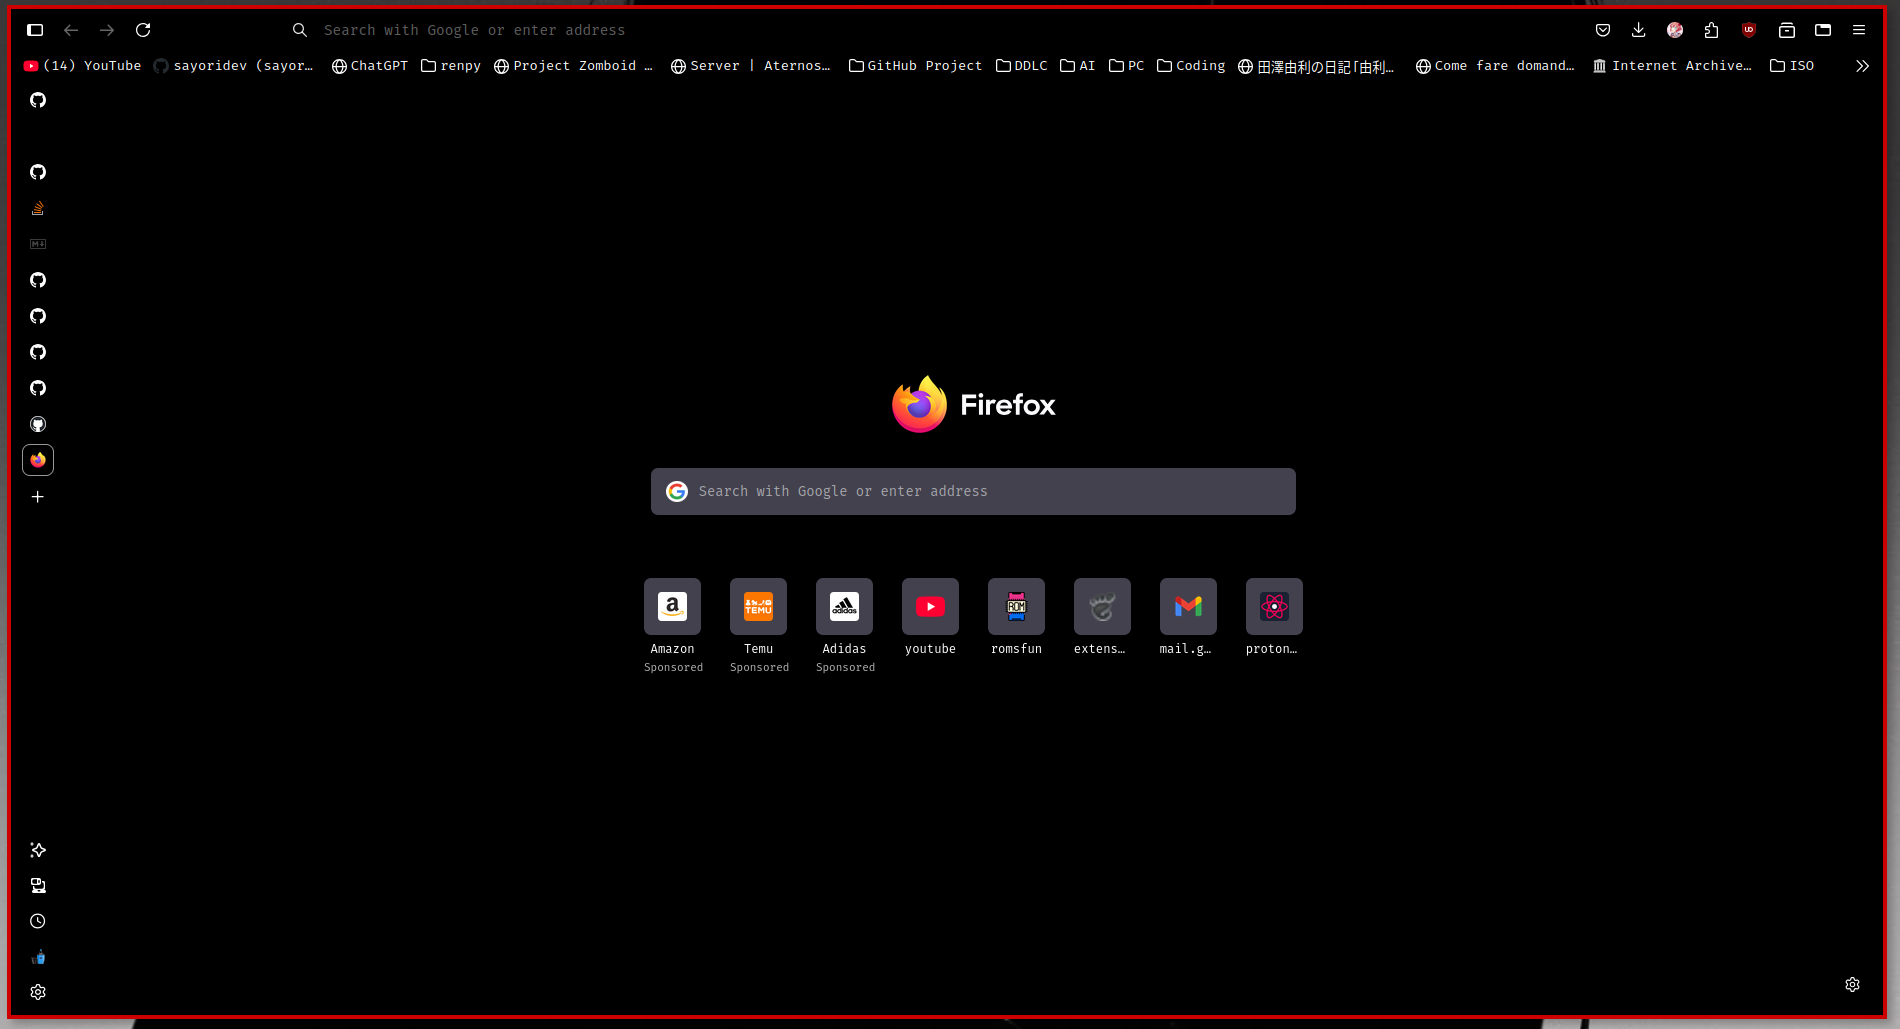 Search with Google or enter address
(14) YouTube sayoridev (sayor… ChatGPT renpy Project Zomboid … Server | Aternos… GitHub Project DDLC AI PC Coding 田澤由利の日記「由利… Come fare domand… Internet Archive… ISO
Firefox
Search with Google or enter address
Amazon Temu Adidas youtube romsfun extens… mail.g… proton…
Sponsored Sponsored Sponsored